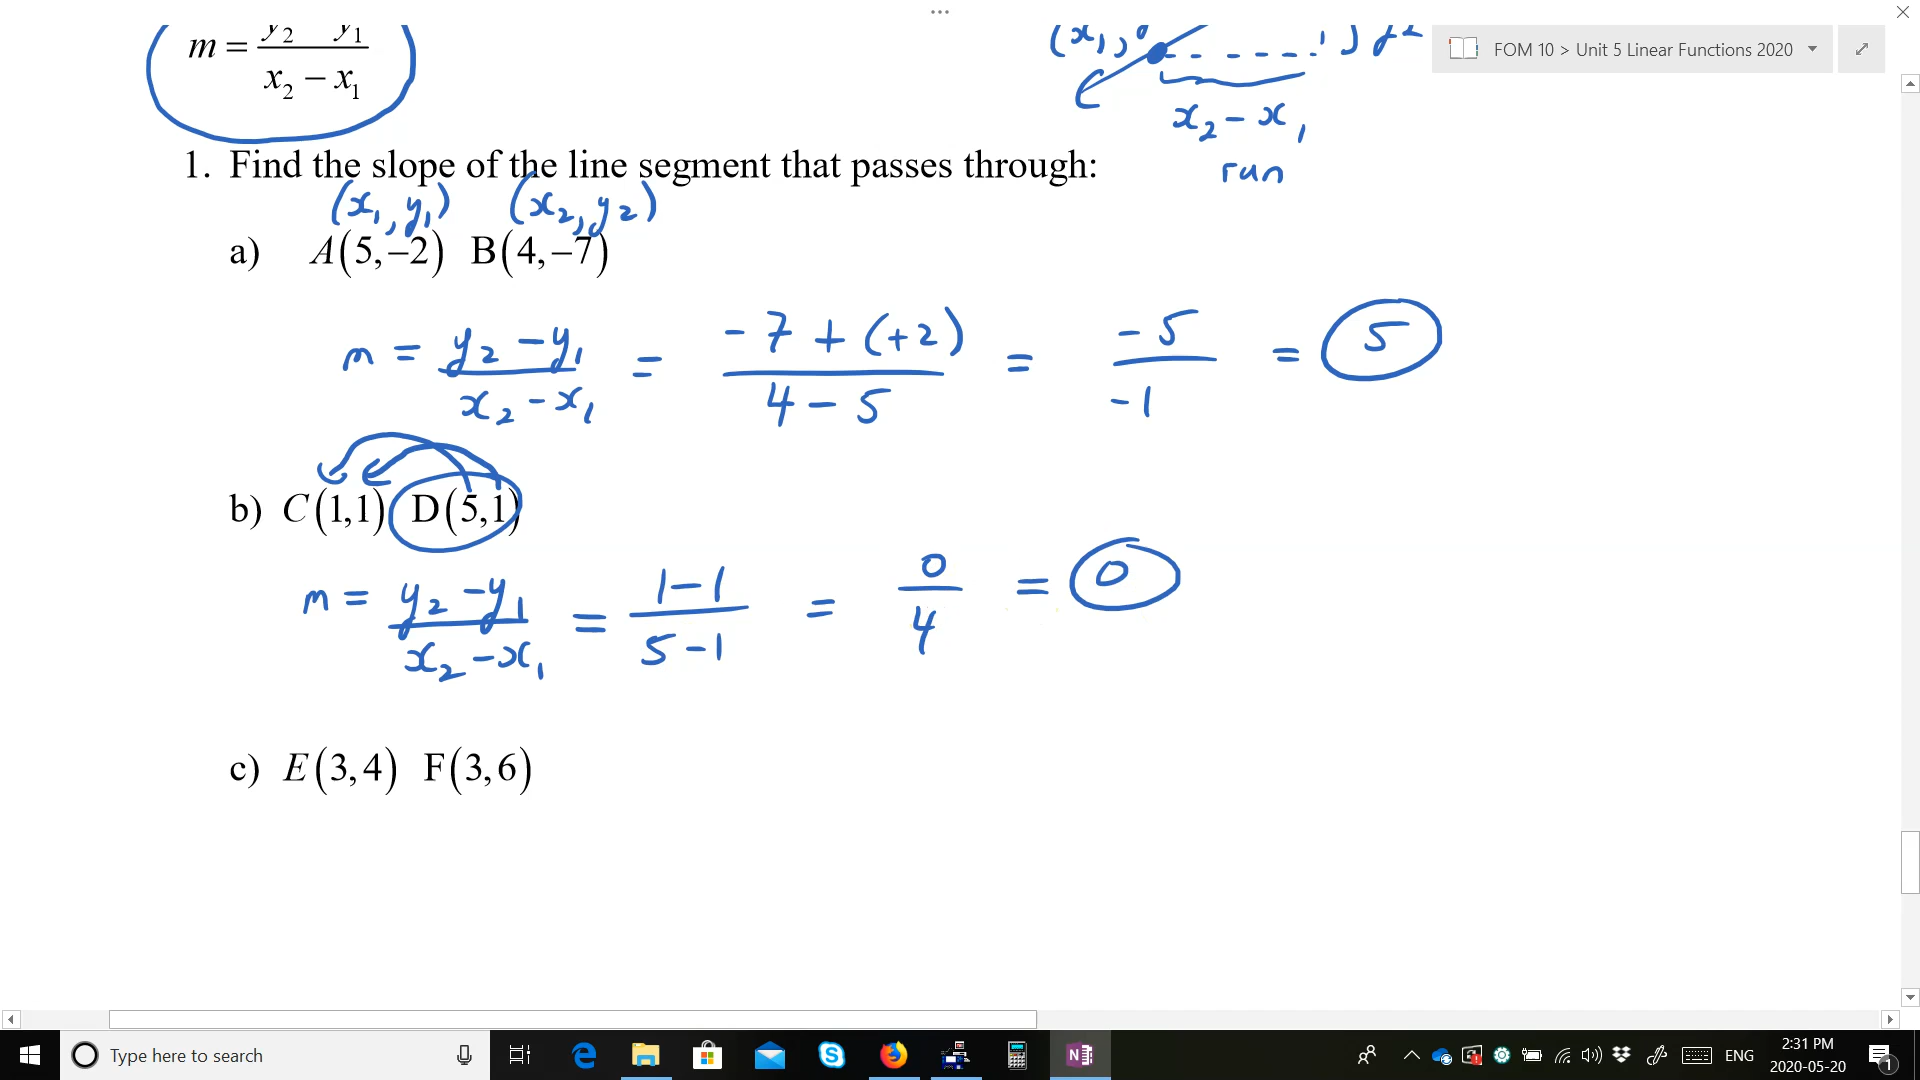 m = y2 y1
x2 − x1
(x1,
x2 − x1
run
FOM 10 > Unit 5 Linear Functions 2020
1. Find the slope of the line segment that passes through:
(x1, y1) (x2, y2)
a) A(5,−2) B(4,−7)
m = y2 − y1 / x2 − x1 = −7 + (+2) / 4 − 5 = −5 / −1 = 5
b) C(1,1) D(5,1)
m = y2 − y1 / x2 − x1 = 1 − 1 / 5 − 1 = 0 / 4 = 0
c) E(3,4) F(3,6)
Type here to search
N
ENG
2:31 PM
2020-05-20
1